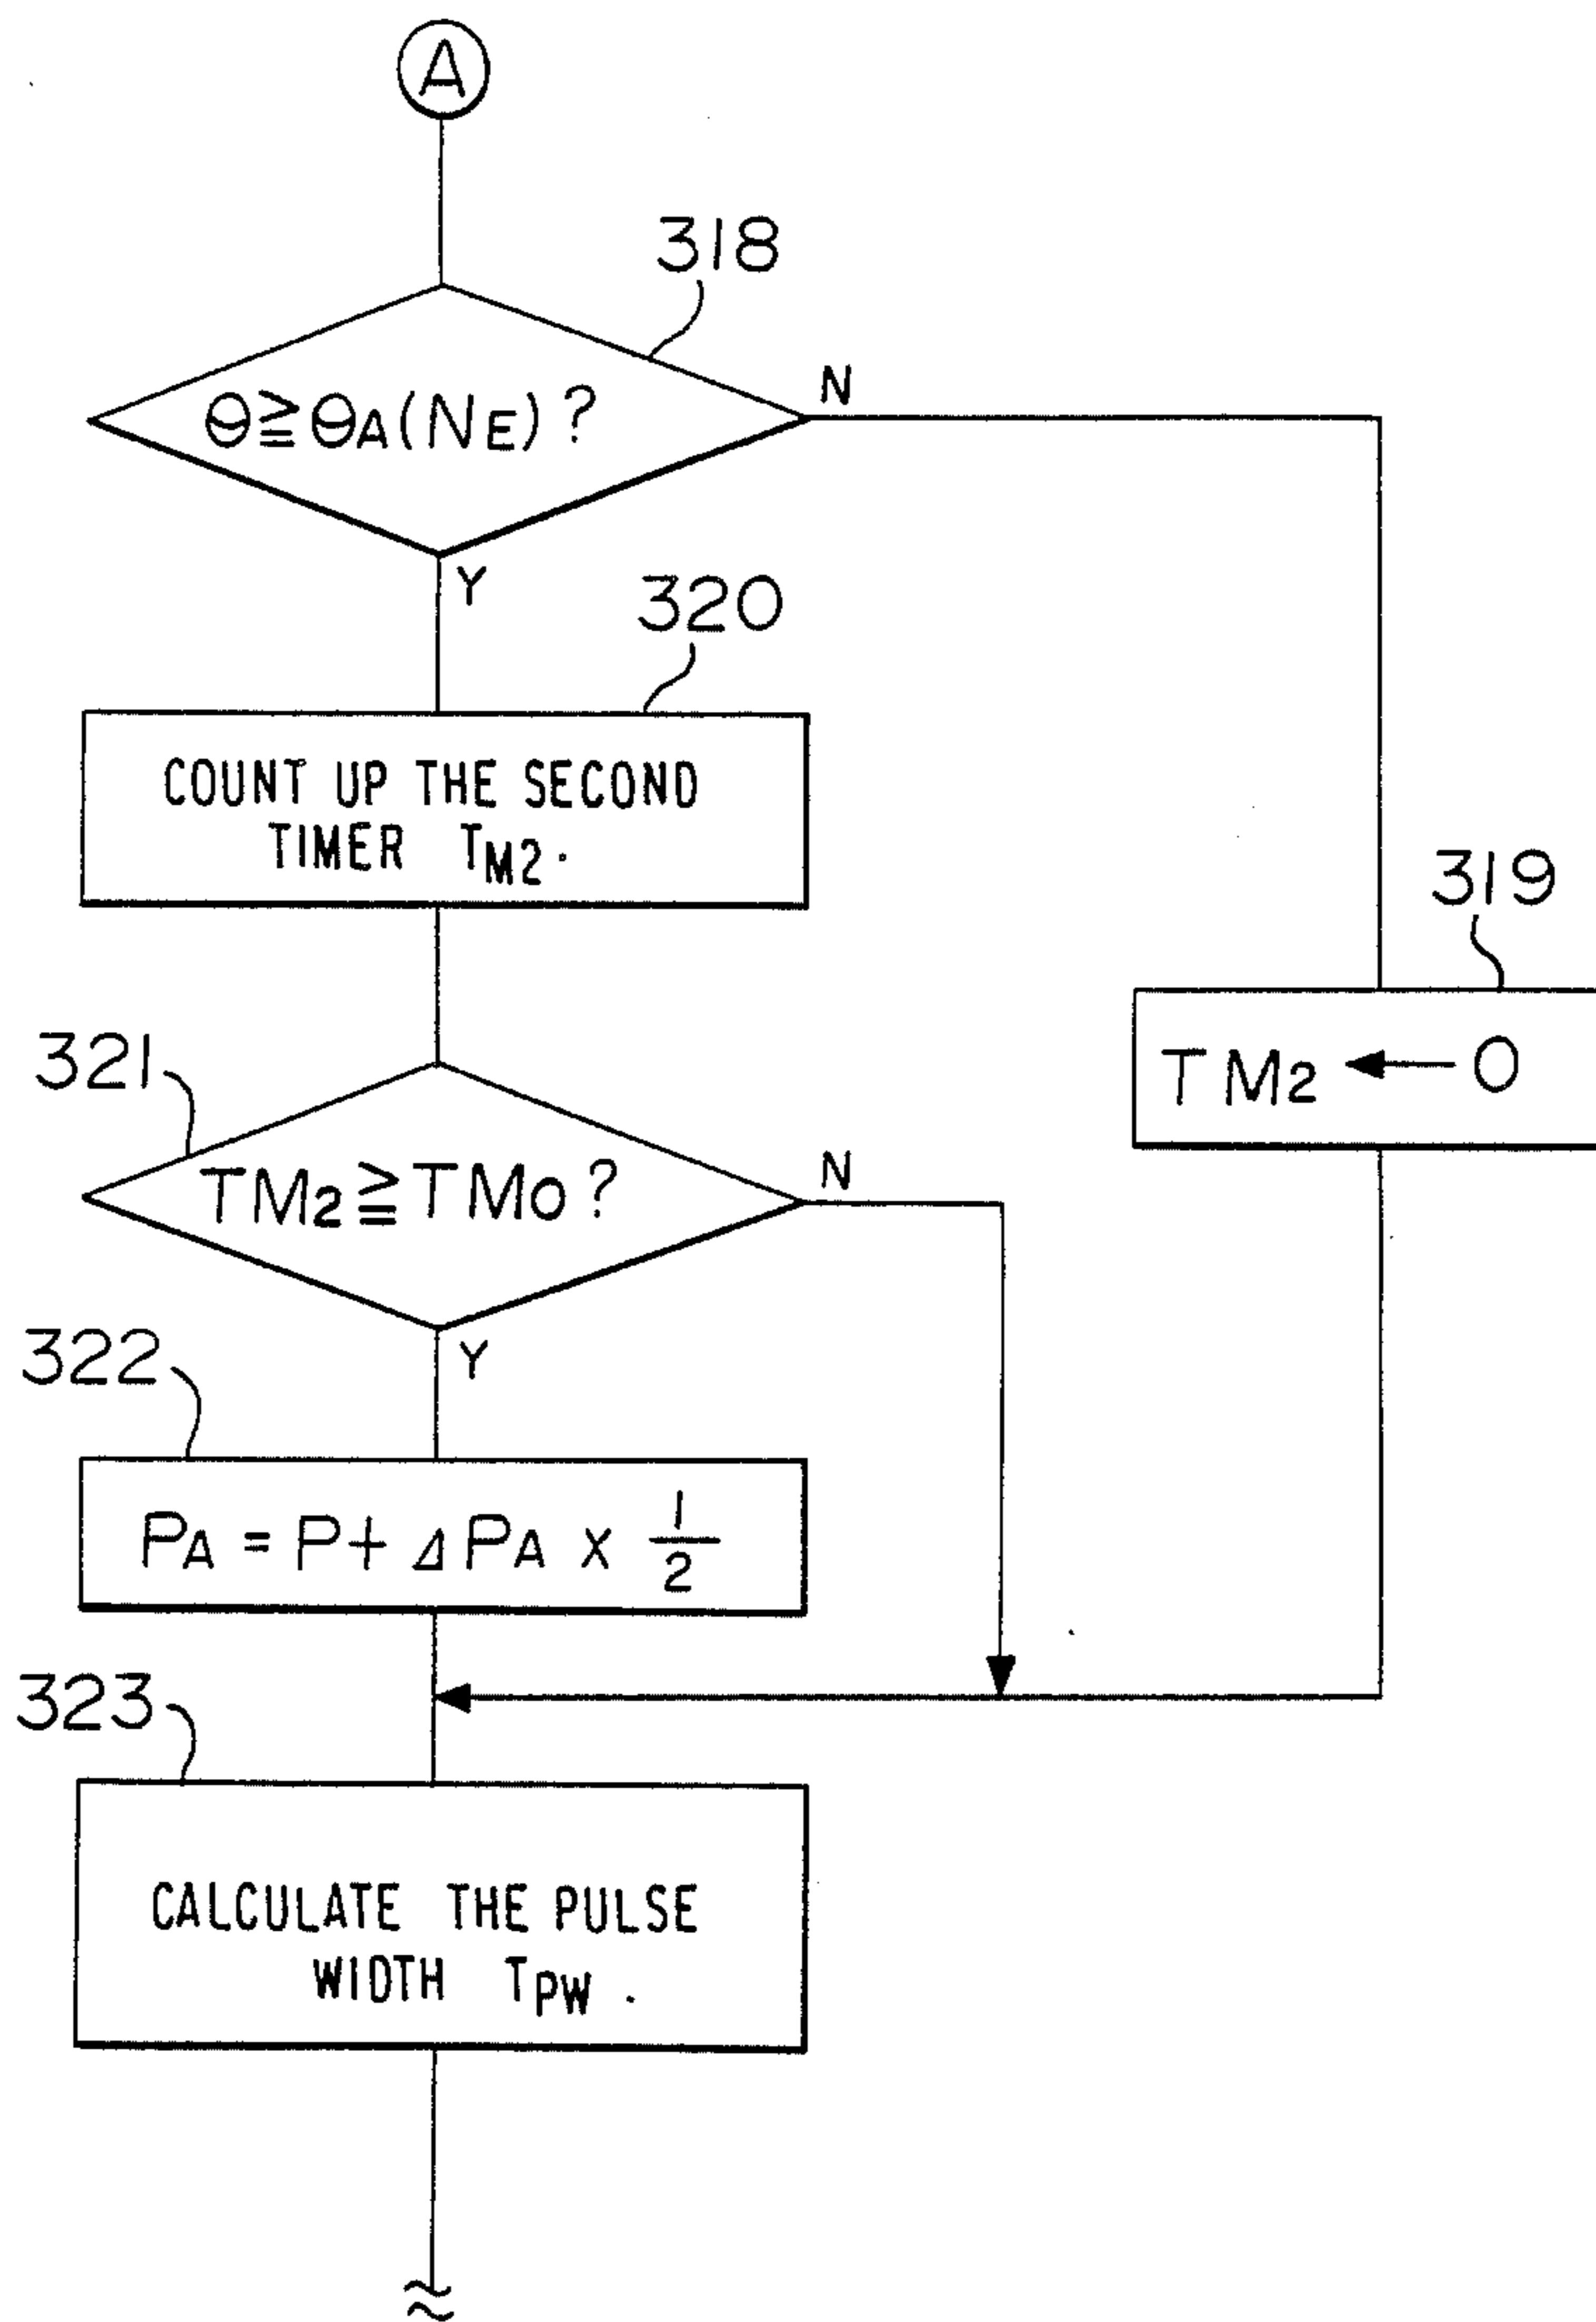 A
318
θ≧θA(NE)?
N
Y
320
COUNT UP THE SECOND
TIMER TM2.
319
TM2 ← 0
321
TM2≧TM0?
N
Y
322
PA = P + ΔPA × 1/2
323
CALCULATE THE PULSE
WIDTH TPW.